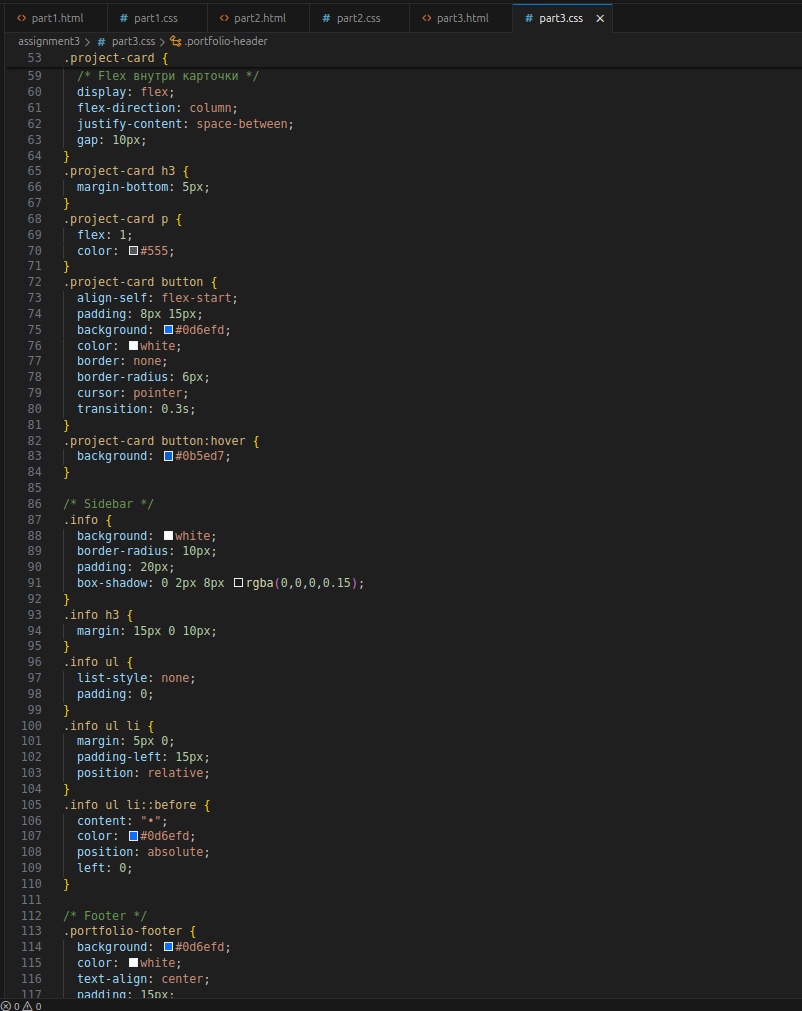 part1.html part1.css part2.html part2.css part3.html part3.css
assignment3 > part3.css > .portfolio-header
53 .project-card {
59 /* Flex внутри карточки */
60 display: flex;
61 flex-direction: column;
62 justify-content: space-between;
63 gap: 10px;
64 }
65 .project-card h3 {
66 margin-bottom: 5px;
67 }
68 .project-card p {
69 flex: 1;
70 color: #555;
71 }
72 .project-card button {
73 align-self: flex-start;
74 padding: 8px 15px;
75 background: #0d6efd;
76 color: white;
77 border: none;
78 border-radius: 6px;
79 cursor: pointer;
80 transition: 0.3s;
81 }
82 .project-card button:hover {
83 background: #0b5ed7;
84 }
85
86 /* Sidebar */
87 .info {
88 background: white;
89 border-radius: 10px;
90 padding: 20px;
91 box-shadow: 0 2px 8px rgba(0,0,0,0.15);
92 }
93 .info h3 {
94 margin: 15px 0 10px;
95 }
96 .info ul {
97 list-style: none;
98 padding: 0;
99 }
100 .info ul li {
101 margin: 5px 0;
102 padding-left: 15px;
103 position: relative;
104 }
105 .info ul li::before {
106 content: "•";
107 color: #0d6efd;
108 position: absolute;
109 left: 0;
110 }
111
112 /* Footer */
113 .portfolio-footer {
114 background: #0d6efd;
115 color: white;
116 text-align: center;
117 padding: 15px;
0 0